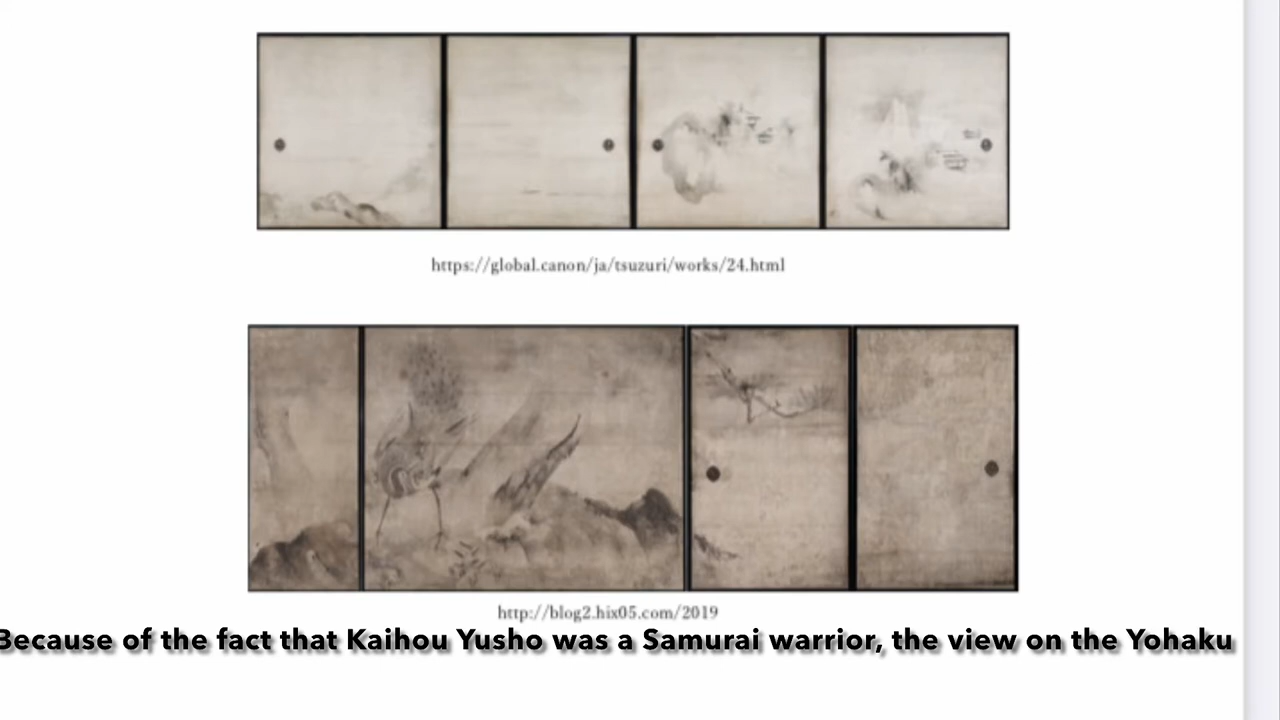 https://global.canon/ja/tsuzuri/works/24.html
http://blog2.hix05.com/2019
Because of the fact that Kaihou Yusho was a Samurai warrior, the view on the Yohaku